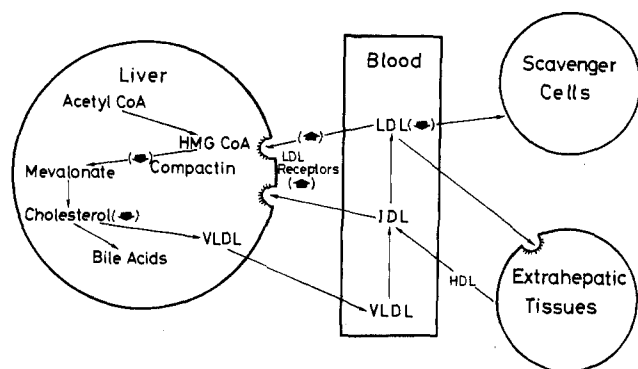 Liver
Acetyl CoA
HMG CoA
Compactin
Mevalonate
Cholesterol
Bile Acids
VLDL
LDL
Receptors
Blood
LDL
IDL
VLDL
HDL
Scavenger
Cells
Extrahepatic
Tissues